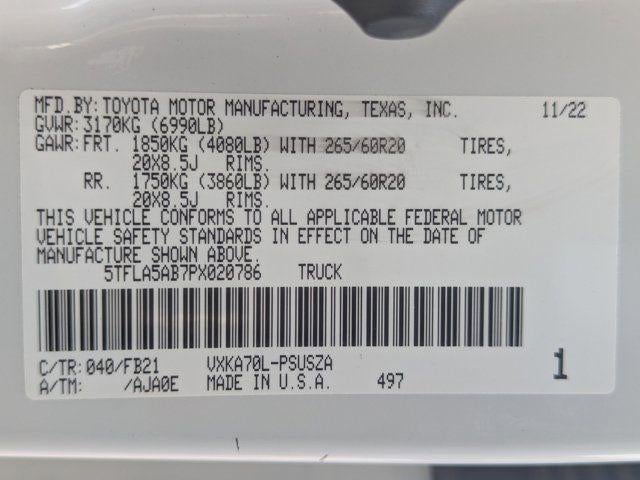 MFD.BY:TOYOTA MOTOR MANUFACTURING, TEXAS, INC. 11/22
GVWR:3170KG (6990LB)
GAWR:FRT. 1850KG (4080LB) WITH 265/60R20 TIRES,
20X8.5J RIMS.
RR. 1750KG (3860LB) WITH 265/60R20 TIRES,
20X8.5J RIMS.
THIS VEHICLE CONFORMS TO ALL APPLICABLE FEDERAL MOTOR
VEHICLE SAFETY STANDARDS IN EFFECT ON THE DATE OF
MANUFACTURE SHOWN ABOVE.
5TFLA5AB7PX020786 TRUCK
C/TR:040/FB21 VXKA70L-PSUSZA
A/TM: /AJA0E MADE IN U.S.A. 497 1